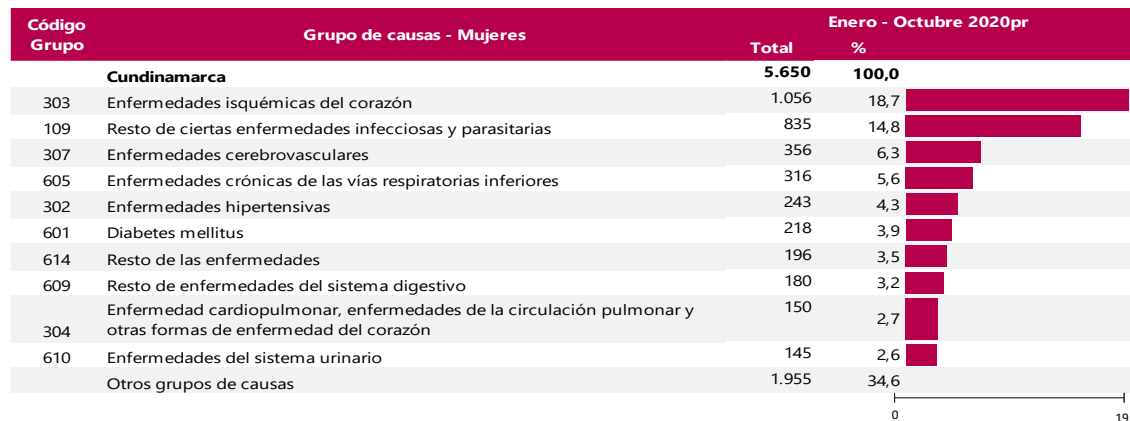 Código Grupo Grupo de causas - Mujeres Enero - Octubre 2020pr
Total %
Cundinamarca 5.650 100,0
303 Enfermedades isquémicas del corazón 1.056 18,7
109 Resto de ciertas enfermedades infecciosas y parasitarias 835 14,8
307 Enfermedades cerebrovasculares 356 6,3
605 Enfermedades crónicas de las vías respiratorias inferiores 316 5,6
302 Enfermedades hipertensivas 243 4,3
601 Diabetes mellitus 218 3,9
614 Resto de las enfermedades 196 3,5
609 Resto de enfermedades del sistema digestivo 180 3,2
304 Enfermedad cardiopulmonar, enfermedades de la circulación pulmonar y
otras formas de enfermedad del corazón 150 2,7
610 Enfermedades del sistema urinario 145 2,6
Otros grupos de causas 1.955 34,6
0 19